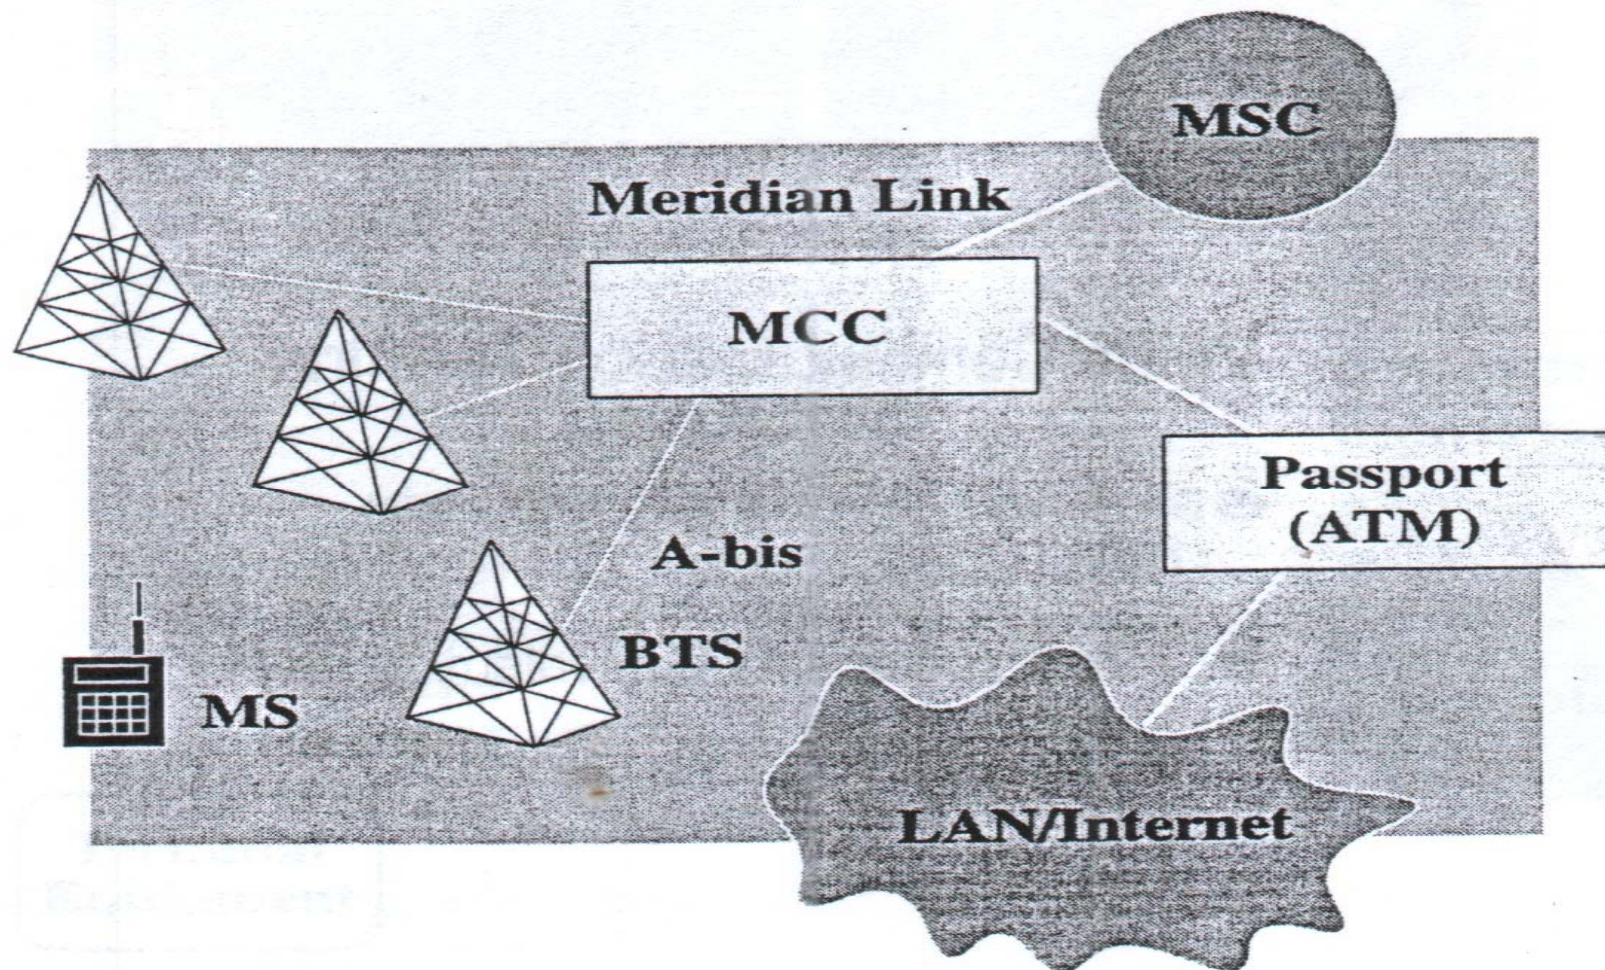 MSC
Meridian Link
MCC
Passport
(ATM)
A-bis
BTS
MS
LAN/Internet